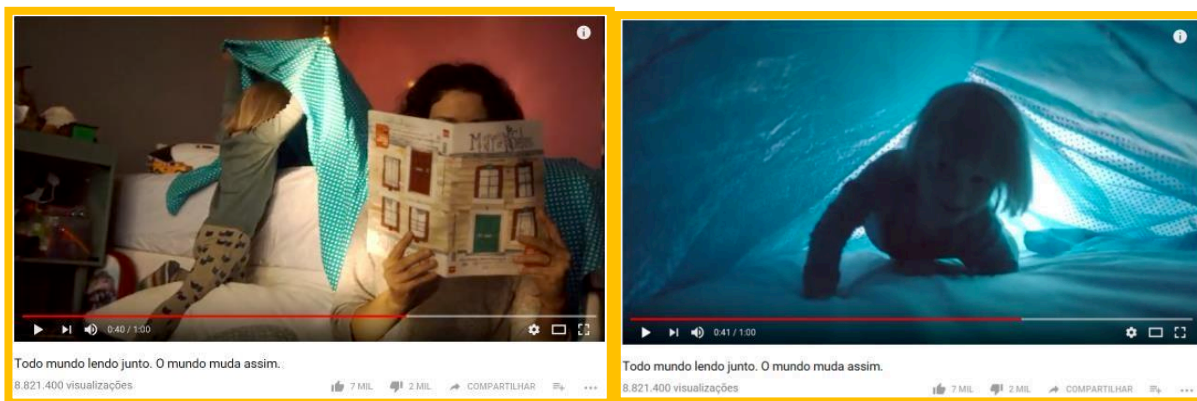 0:40 / 1:00
Todo mundo lendo junto. O mundo muda assim.
8.821.400 visualizações
7 MIL
2 MIL
COMPARTILHAR
0:41 / 1:00
Todo mundo lendo junto. O mundo muda assim.
8.821.400 visualizações
7 MIL
2 MIL
COMPARTILHAR